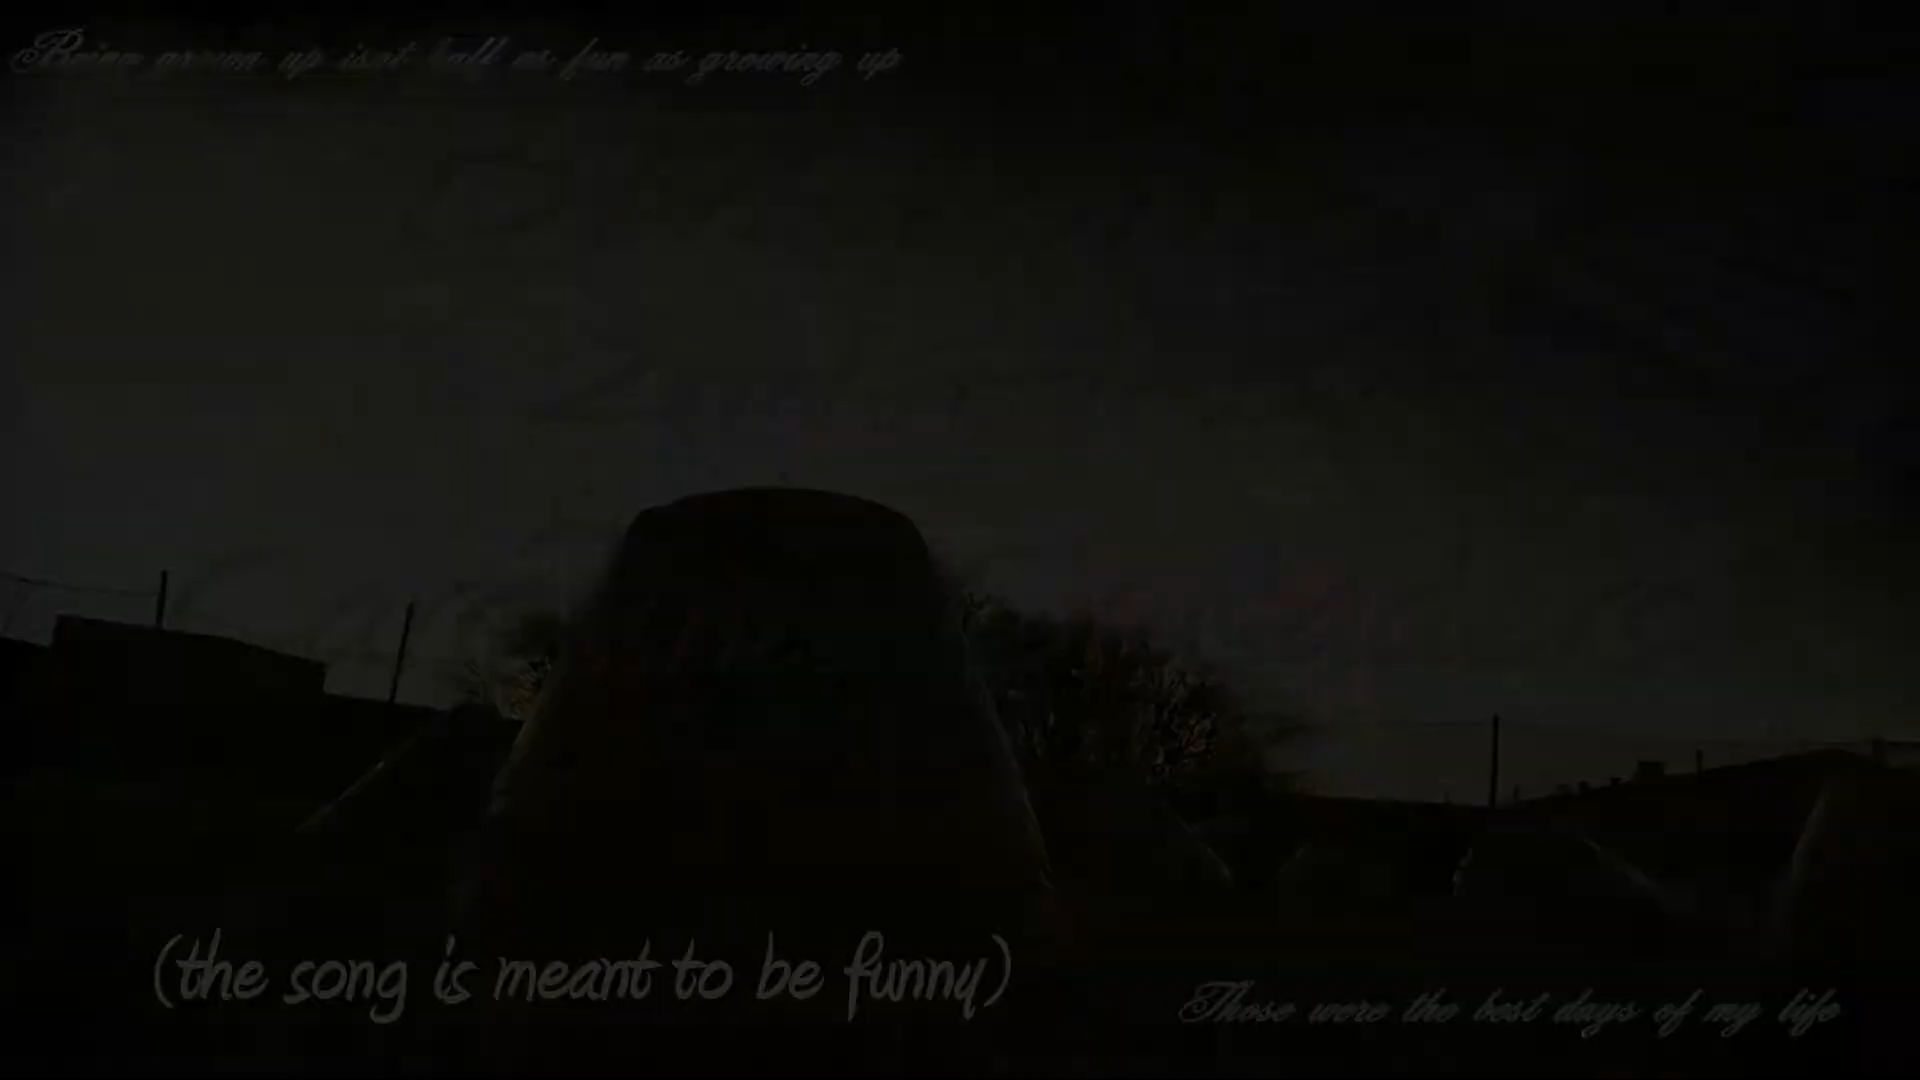 Being grown up isnt half as fun as growing up
(the song is meant to be funny)
Those were the best days of my life